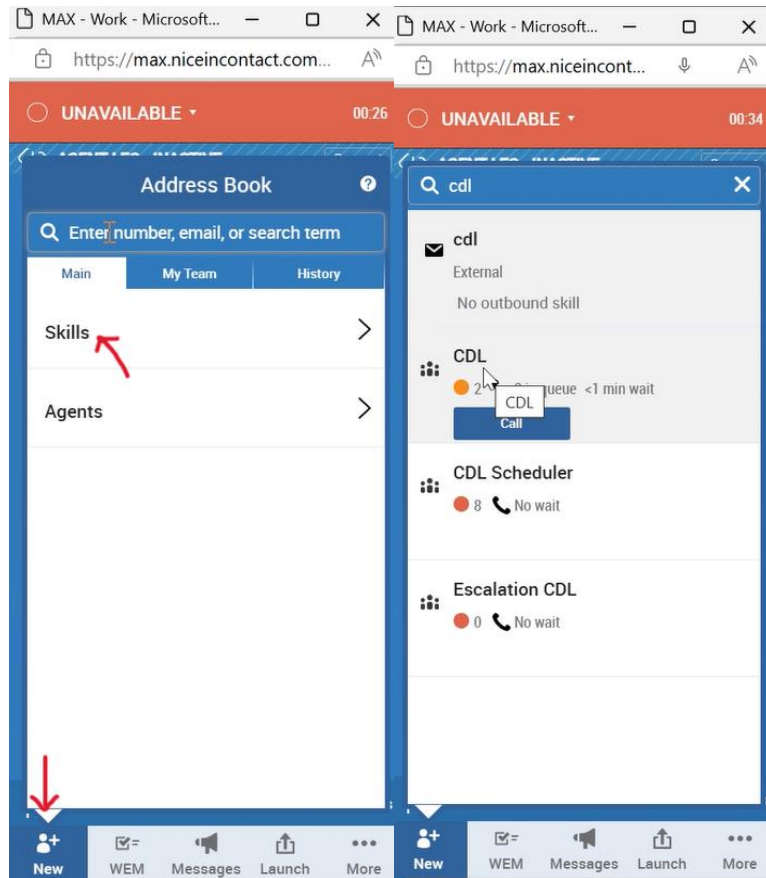 MAX - Work - Microsoft...
https://max.niceincontact.com...
UNAVAILABLE
00:26
Address Book
Enter number, email, or search term
Main
My Team
History
Skills
Agents
New
WEM
Messages
Launch
More
MAX - Work - Microsoft...
https://max.niceincont...
UNAVAILABLE
00:34
cdl
cdl
External
No outbound skill
CDL
2
queue <1 min wait
CDL
Call
CDL Scheduler
8 No wait
Escalation CDL
0 No wait
New
WEM
Messages
Launch
More